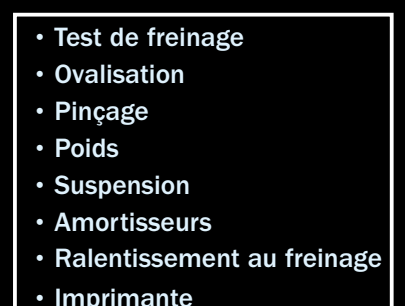 • Test de freinage
• Ovalisation
• Pinçage
• Poids
• Suspension
• Amortisseurs
• Ralentissement au freinage
• Imprimante